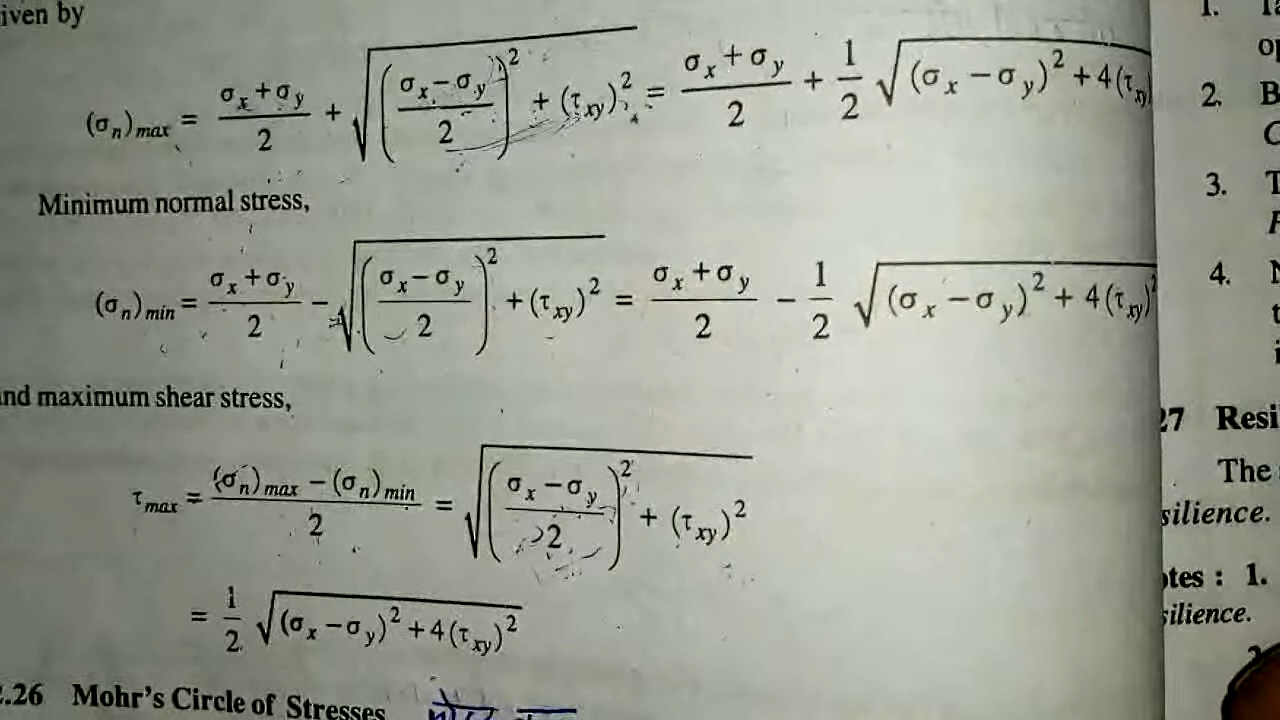 iven by
(σn)max = σx+σy/2 + √((σx−σy/2)² + (τxy)²) = σx+σy/2 + 1/2 √(σx−σy)²+4(τxy)
Minimum normal stress,
(σn)min = σx+σy/2 − √((σx−σy/2)² + (τxy)²) = σx+σy/2 − 1/2 √(σx−σy)²+4(τxy)
nd maximum shear stress,
τmax = (σn)max−(σn)min/2 = √((σx−σy/2)² + (τxy)²)
= 1/2 √(σx−σy)²+4(τxy)²
.26 Mohr's Circle of Stresses
1.
2. B
3. T
4.
27 Resi
The
silience.
otes : 1.
silience.